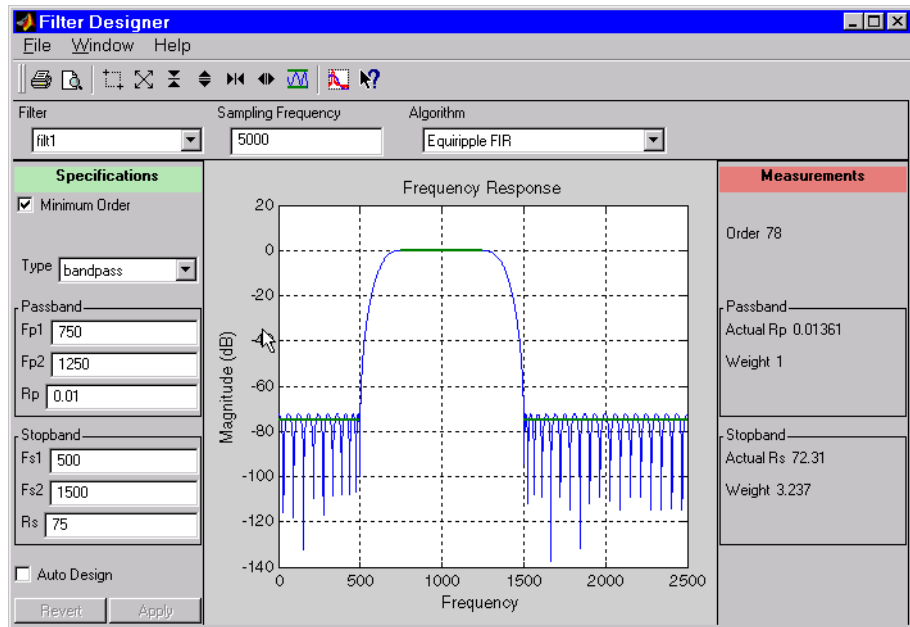 Filter Designer
File Window Help
Filter
Sampling Frequency
Algorithm
filt1
5000
Equiripple FIR
Specifications
Minimum Order
Type bandpass
Passband
Fp1 750
Fp2 1250
Rp 0.01
Stopband
Fs1 500
Fs2 1500
Rs 75
Auto Design
Revert Apply
Frequency Response
Magnitude (dB)
20
0
-20
-40
-60
-80
-100
-120
-140
0 500 1000 1500 2000 2500
Frequency
Measurements
Order 78
Passband
Actual Rp 0.01361
Weight 1
Stopband
Actual Rs 72.31
Weight 3.237